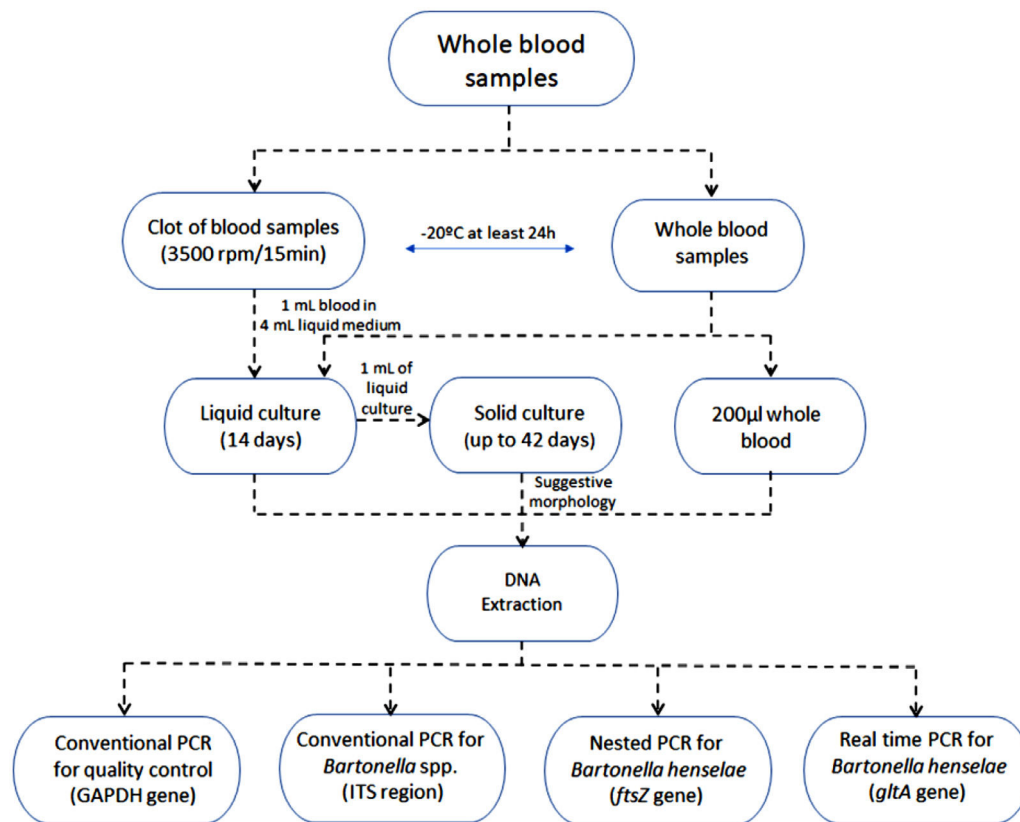 Whole blood
samples
Clot of blood samples
(3500 rpm/15min)
-20ºC at least 24h
Whole blood
samples
1 mL blood in
4 mL liquid medium
Liquid culture
(14 days)
1 mL of
liquid
culture
Solid culture
(up to 42 days)
200µl whole
blood
Suggestive
morphology
DNA
Extraction
Conventional PCR
for quality control
(GAPDH gene)
Conventional PCR for
Bartonella spp.
(ITS region)
Nested PCR for
Bartonella henselae
(ftsZ gene)
Real time PCR for
Bartonella henselae
(gltA gene)